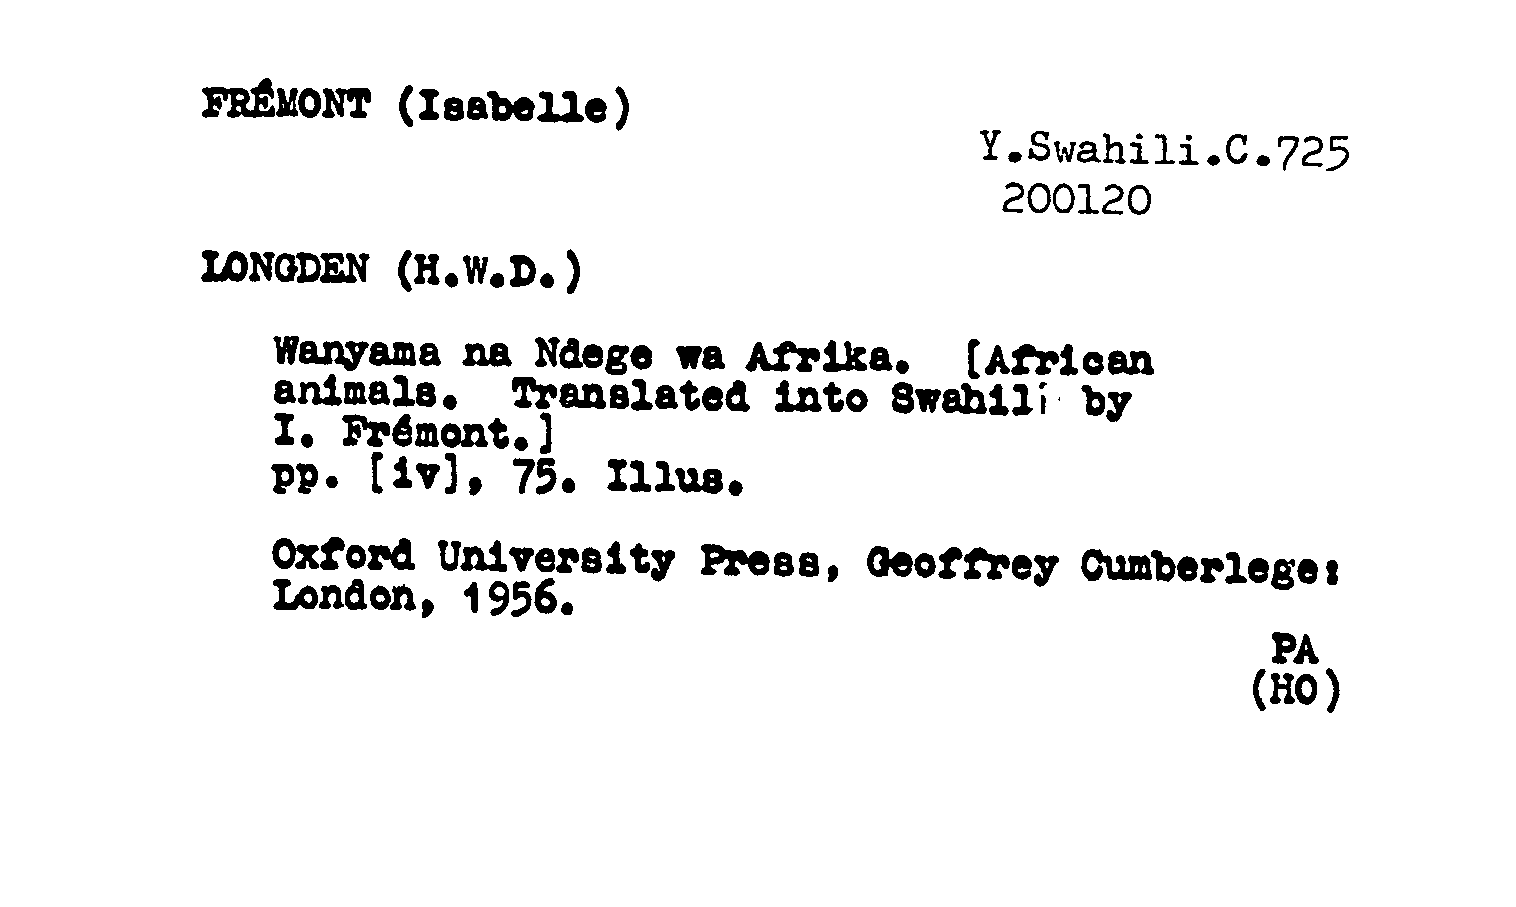 FRÉMONT (Isabelle)
Y.Swahili.C.725
200120
LONGDEN (H.W.D.)
Wanyama na Ndege wa Afrika. [African
animals. Translated into Swahili by
I. Frémont.]
pp. [iv], 75. Illus.
Oxford University Press, Geoffrey Cumberlege:
London, 1956.
PA
(HO)